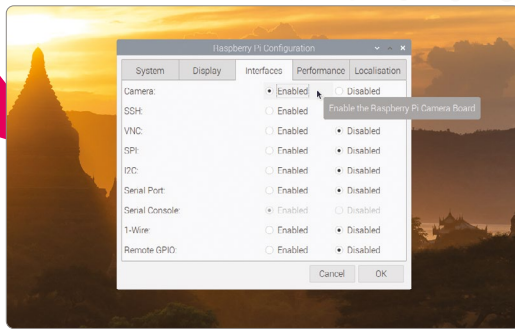 Raspberry Pi Configuration
System Display Interfaces Performance Localisation
Camera: Enabled Disabled
Enable the Raspberry Pi Camera Board
SSH: Enabled
VNC: Enabled Disabled
SPI: Enabled Disabled
I2C: Enabled Disabled
Serial Port: Enabled Disabled
Serial Console: Enabled Disabled
1-Wire: Enabled Disabled
Remote GPIO: Enabled Disabled
Cancel OK